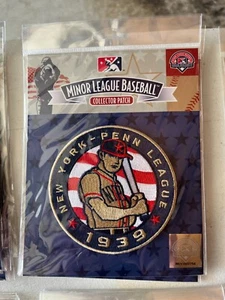 MINOR LEAGUE BASEBALL
COLLECTOR PATCH
NEW YORK-PENN LEAGUE
1939